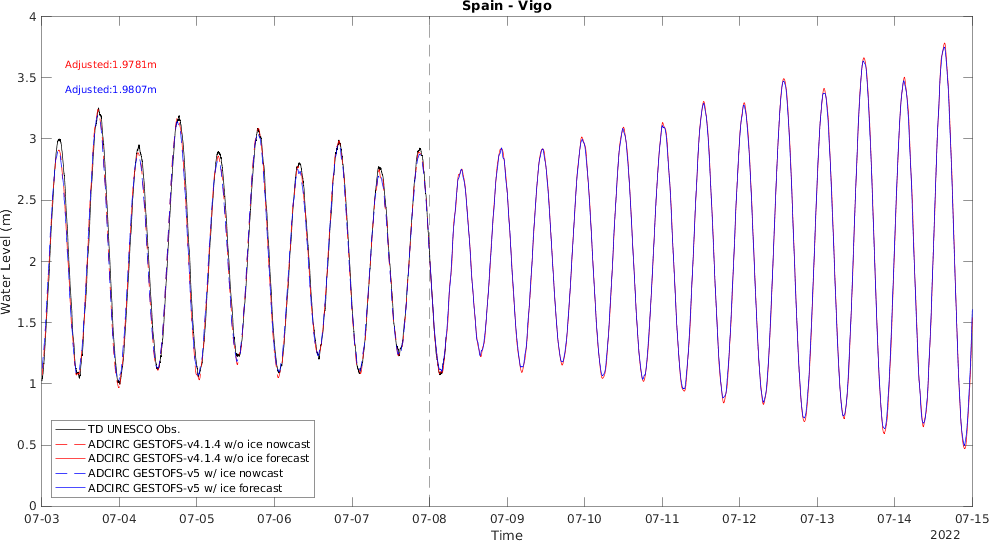 Spain - Vigo
4
3.5
3
2.5
2
1.5
1
0.5
0
Water Level (m)
Adjusted:1.9781m
Adjusted:1.9807m
TD UNESCO Obs.
ADCIRC GESTOFS-v4.1.4 w/o ice nowcast
ADCIRC GESTOFS-v4.1.4 w/o ice forecast
ADCIRC GESTOFS-v5 w/ ice nowcast
ADCIRC GESTOFS-v5 w/ ice forecast
07-03 07-04 07-05 07-06 07-07 07-08 07-09 07-10 07-11 07-12 07-13 07-14 07-15
Time
2022